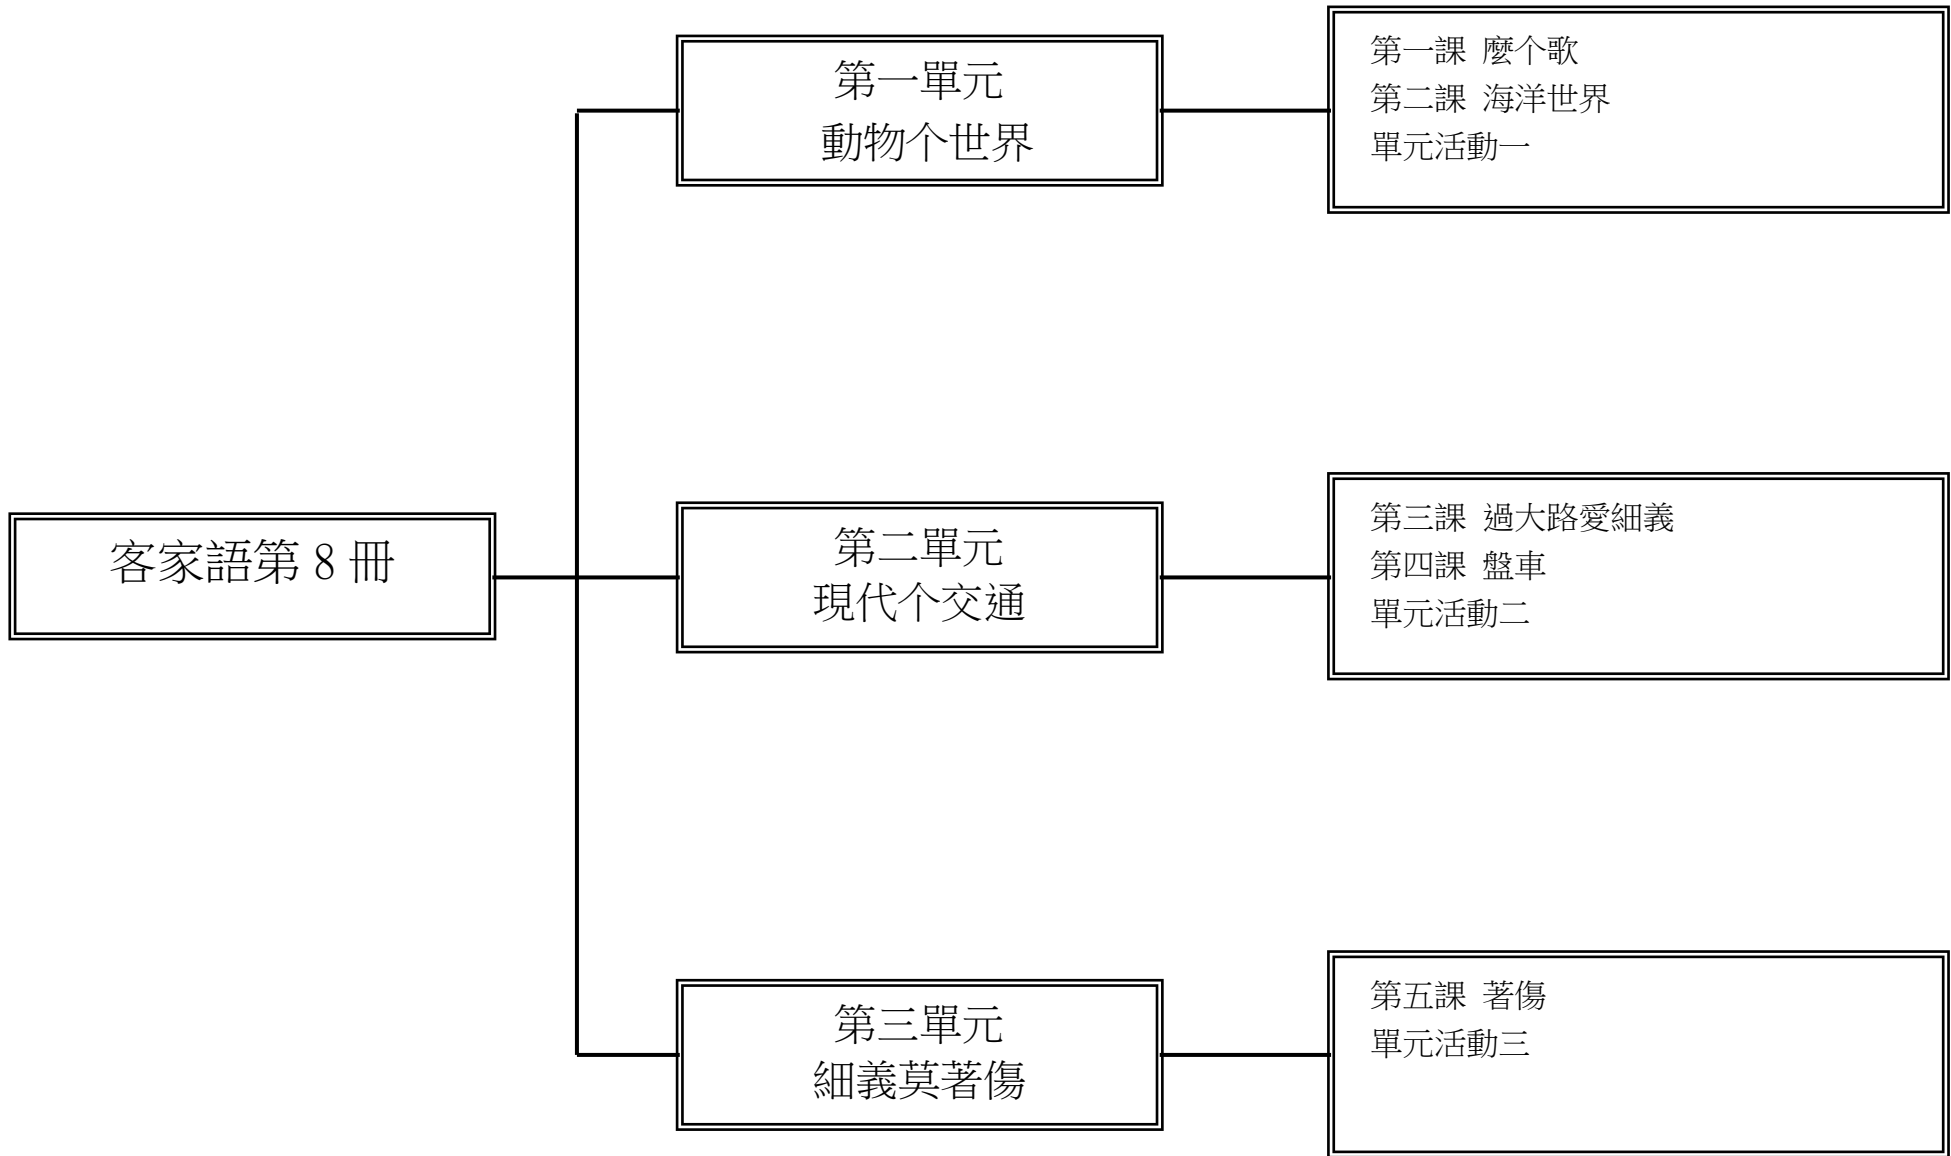 客家語第 8 冊
第一單元
動物个世界
第一課 麼个歌
第二課 海洋世界
單元活動一
第二單元
現代个交通
第三課 過大路愛細義
第四課 盤車
單元活動二
第三單元
細義莫著傷
第五課 著傷
單元活動三